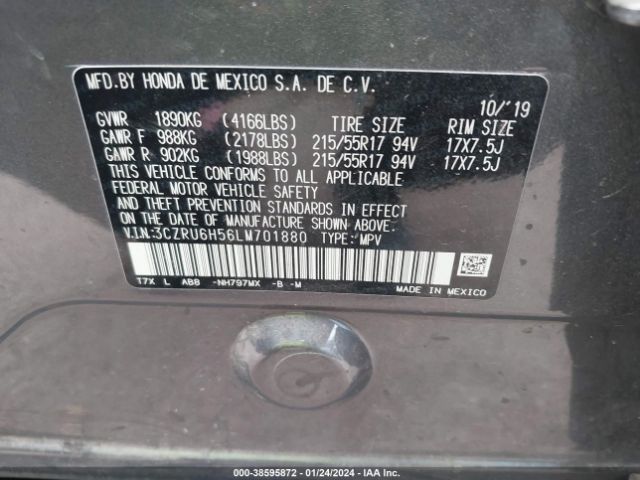 MFD.BY HONDA DE MEXICO S.A. DE C.V.
10/'19
GVWR 1890KG (4166LBS) TIRE SIZE RIM SIZE
GAWR F 988KG (2178LBS) 215/55R17 94V 17X7.5J
GAWR R 902KG (1988LBS) 215/55R17 94V 17X7.5J
THIS VEHICLE CONFORMS TO ALL APPLICABLE
FEDERAL MOTOR VEHICLE SAFETY
AND THEFT PREVENTION STANDARDS IN EFFECT
ON THE DATE OF MANUFACTURE SHOWN ABOVE.
V.I.N:3CZRU6H56LM701880 TYPE: MPV
T7X L ABB -NH797MX -B -M MADE IN MEXICO
000-38595872 - 01/24/2024 - IAA Inc.